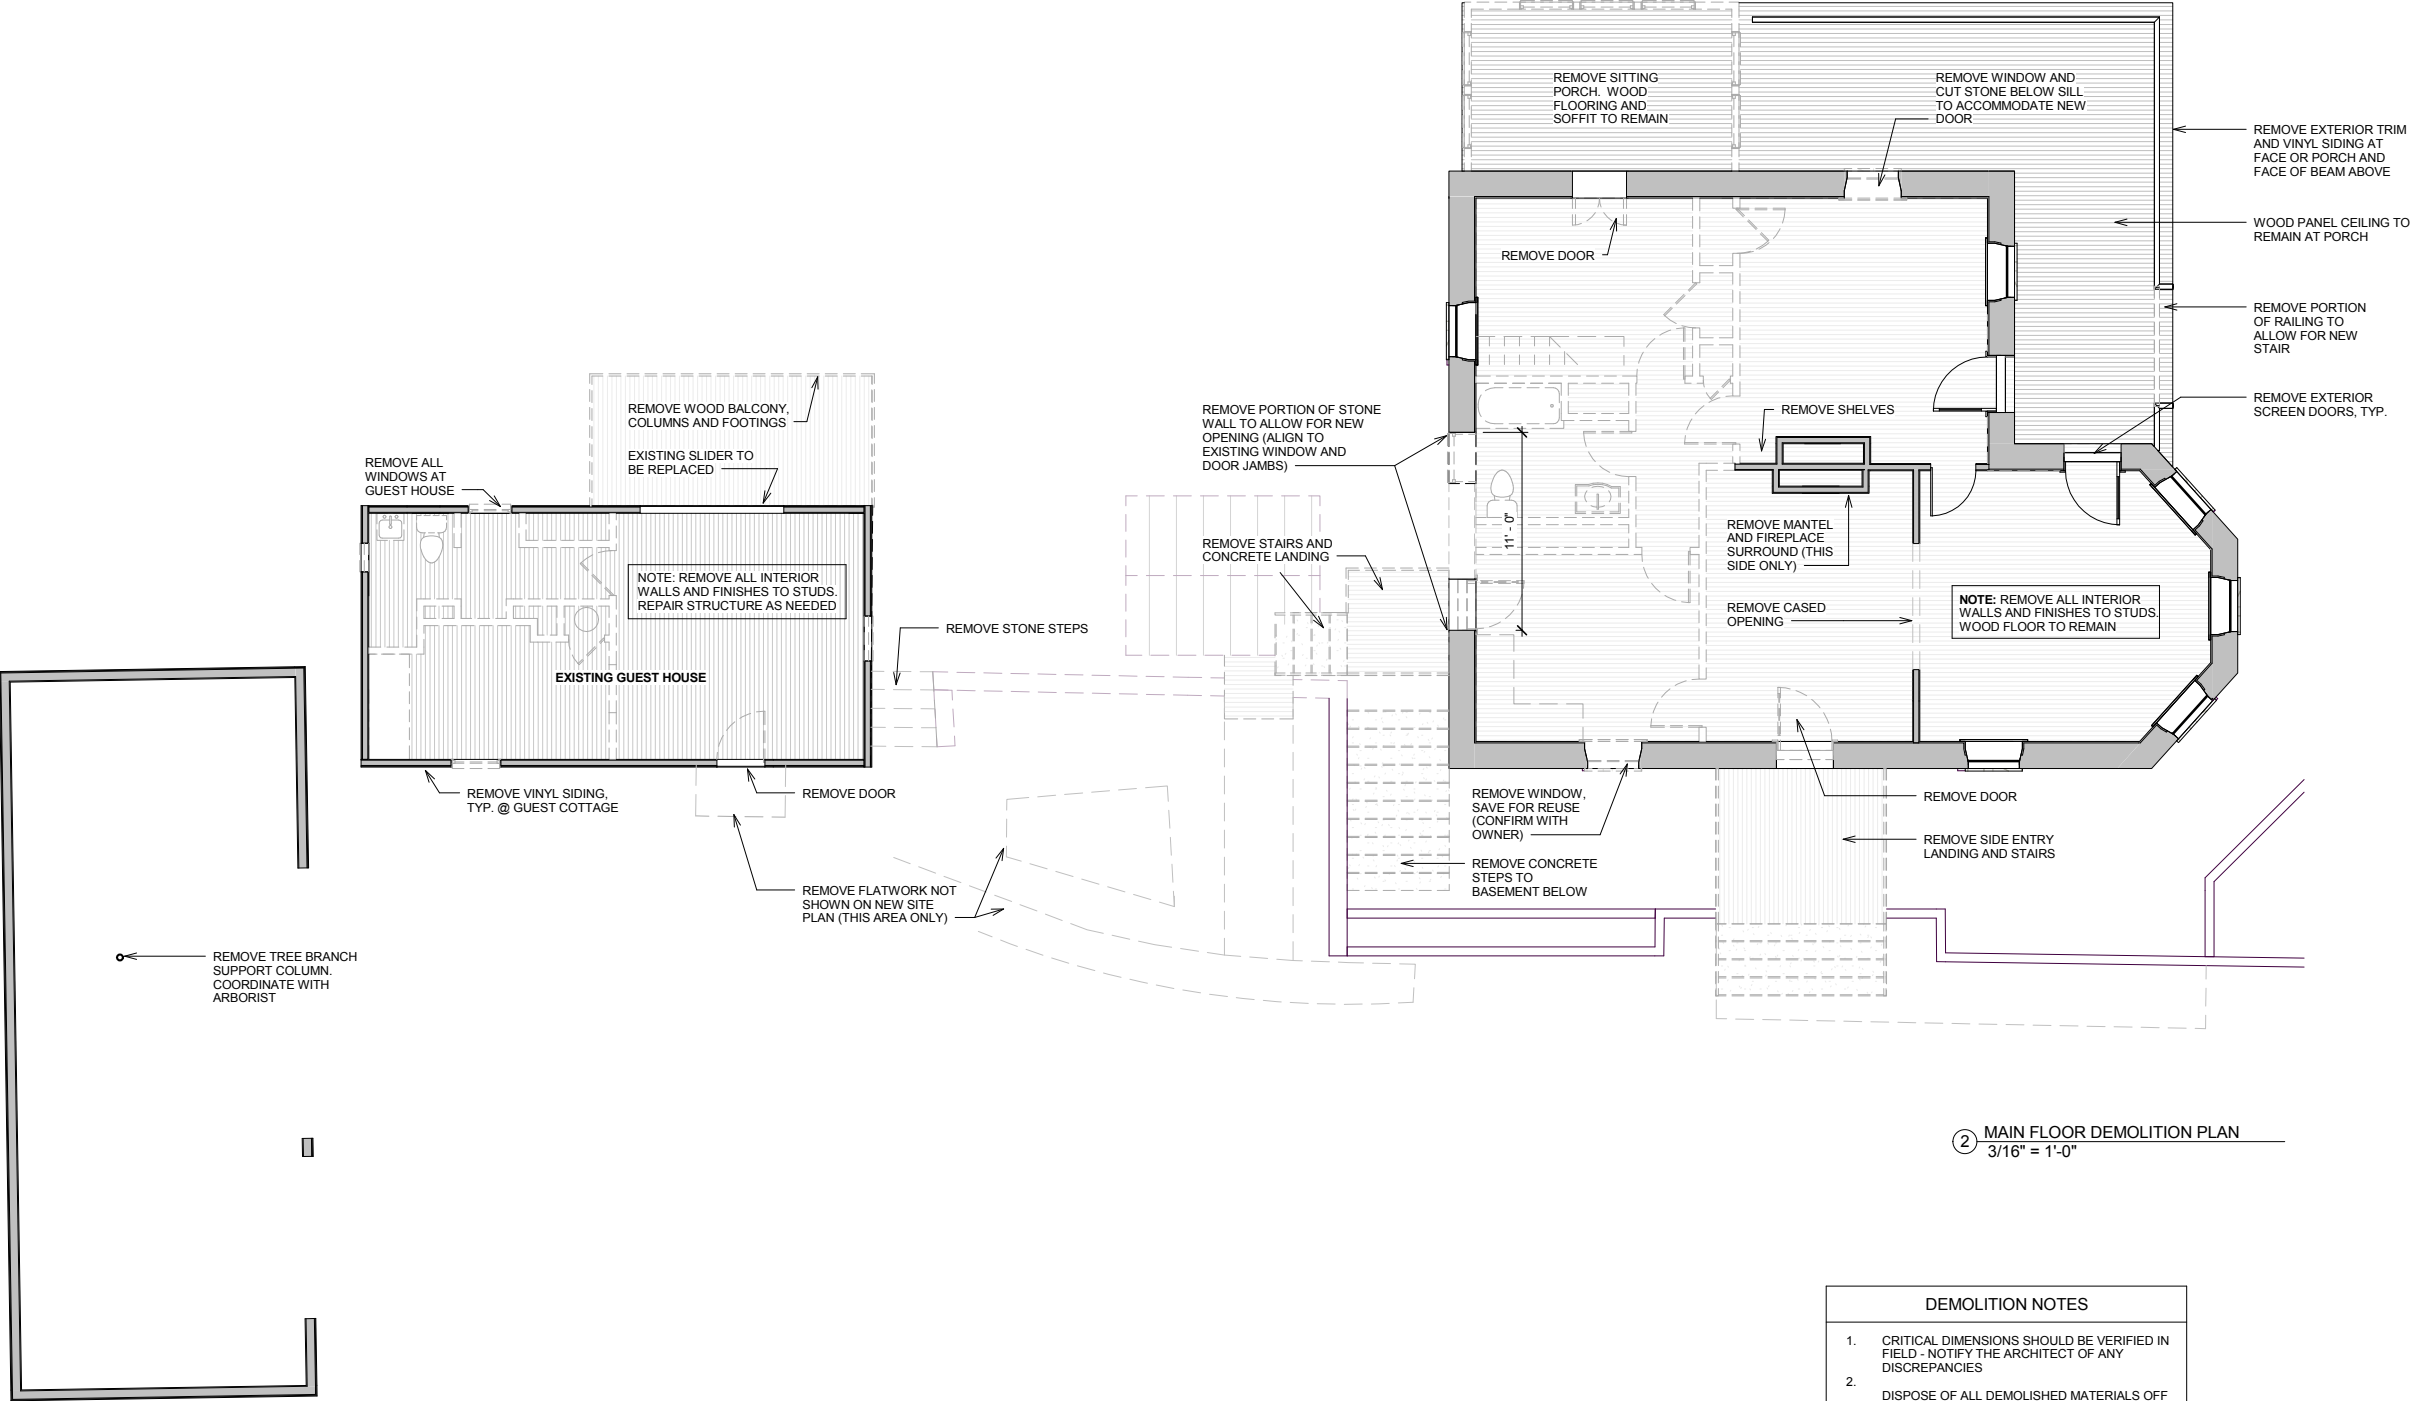 REMOVE SITTING
PORCH. WOOD
FLOORING AND
SOFFIT TO REMAIN
REMOVE WINDOW AND
CUT STONE BELOW SILL
TO ACCOMMODATE NEW
DOOR
REMOVE EXTERIOR TRIM
AND VINYL SIDING AT
FACE OR PORCH AND
FACE OF BEAM ABOVE
WOOD PANEL CEILING TO
REMAIN AT PORCH
REMOVE DOOR
REMOVE PORTION
OF RAILING TO
ALLOW FOR NEW
STAIR
REMOVE EXTERIOR
SCREEN DOORS, TYP.
REMOVE WOOD BALCONY,
COLUMNS AND FOOTINGS
EXISTING SLIDER TO
BE REPLACED
REMOVE ALL
WINDOWS AT
GUEST HOUSE
REMOVE PORTION OF STONE
WALL TO ALLOW FOR NEW
OPENING (ALIGN TO
EXISTING WINDOW AND
DOOR JAMBS)
REMOVE SHELVES
REMOVE STAIRS AND
CONCRETE LANDING
11' - 0"
REMOVE MANTEL
AND FIREPLACE
SURROUND (THIS
SIDE ONLY)
NOTE: REMOVE ALL INTERIOR
WALLS AND FINISHES TO STUDS.
REPAIR STRUCTURE AS NEEDED
NOTE: REMOVE ALL INTERIOR
WALLS AND FINISHES TO STUDS.
WOOD FLOOR TO REMAIN
REMOVE CASED
OPENING
REMOVE STONE STEPS
EXISTING GUEST HOUSE
REMOVE VINYL SIDING,
TYP. @ GUEST COTTAGE
REMOVE DOOR
REMOVE WINDOW,
SAVE FOR REUSE
(CONFIRM WITH
OWNER)
REMOVE DOOR
REMOVE SIDE ENTRY
LANDING AND STAIRS
REMOVE CONCRETE
STEPS TO
BASEMENT BELOW
REMOVE FLATWORK NOT
SHOWN ON NEW SITE
PLAN (THIS AREA ONLY)
REMOVE TREE BRANCH
SUPPORT COLUMN.
COORDINATE WITH
ARBORIST
2 MAIN FLOOR DEMOLITION PLAN
3/16" = 1'-0"
DEMOLITION NOTES
1. CRITICAL DIMENSIONS SHOULD BE VERIFIED IN
FIELD - NOTIFY THE ARCHITECT OF ANY
DISCREPANCIES
2.
DISPOSE OF ALL DEMOLISHED MATERIALS OFF